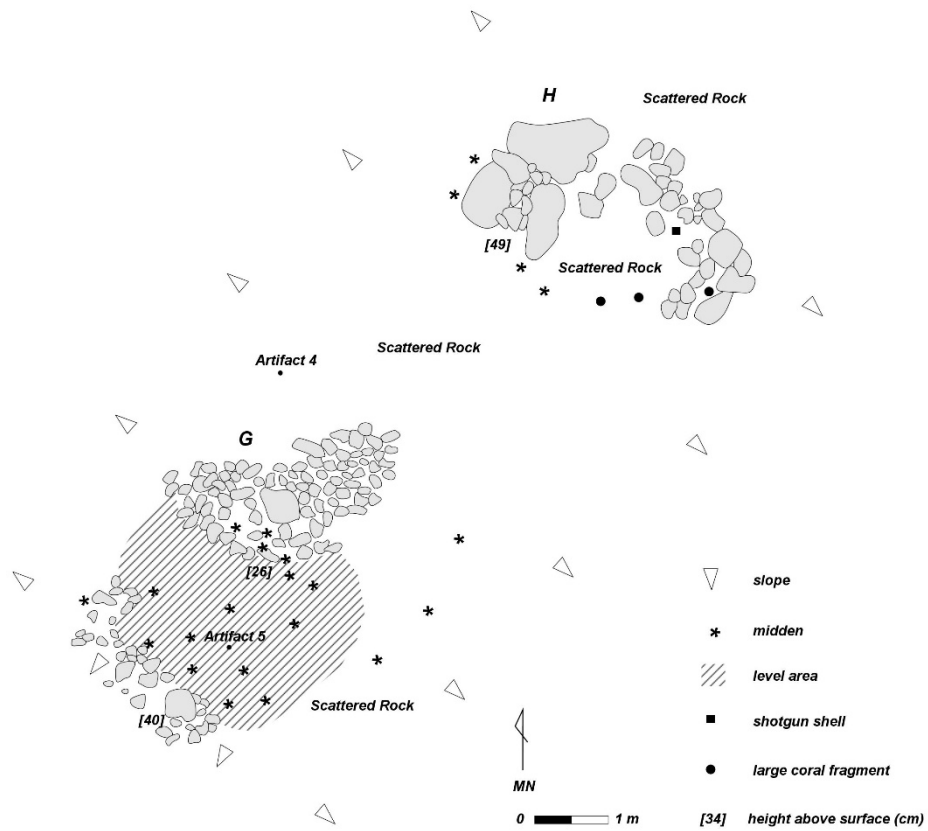 H
Scattered Rock
[49]
Scattered Rock
Scattered Rock
Artifact 4
G
[26]
Artifact 5
Scattered Rock
[40]
MN
0 1 m
slope
midden
level area
shotgun shell
large coral fragment
[34] height above surface (cm)